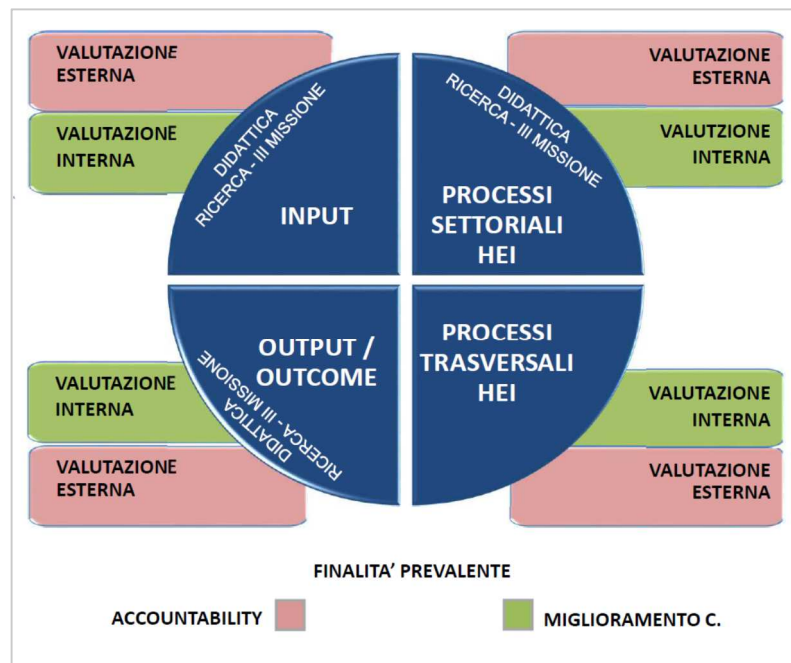 VALUTAZIONE
ESTERNA
VALUTAZIONE
INTERNA
DIDATTICA
RICERCA - III MISSIONE
INPUT
VALUTAZIONE
ESTERNA
VALUTZIONE
INTERNA
DIDATTICA
RICERCA - III MISSIONE
PROCESSI
SETTORIALI
HEI
OUTPUT /
OUTCOME
DIDATTICA
RICERCA - III MISSIONE
VALUTAZIONE
INTERNA
VALUTAZIONE
ESTERNA
PROCESSI
TRASVERSALI
HEI
VALUTAZIONE
INTERNA
VALUTAZIONE
ESTERNA
FINALITA' PREVALENTE
ACCOUNTABILITY
MIGLIORAMENTO C.